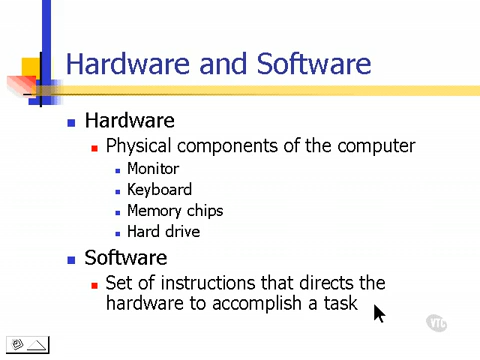 Hardware and Software
Hardware
Physical components of the computer
Monitor
Keyboard
Memory chips
Hard drive
Software
Set of instructions that directs the
hardware to accomplish a task
VTC